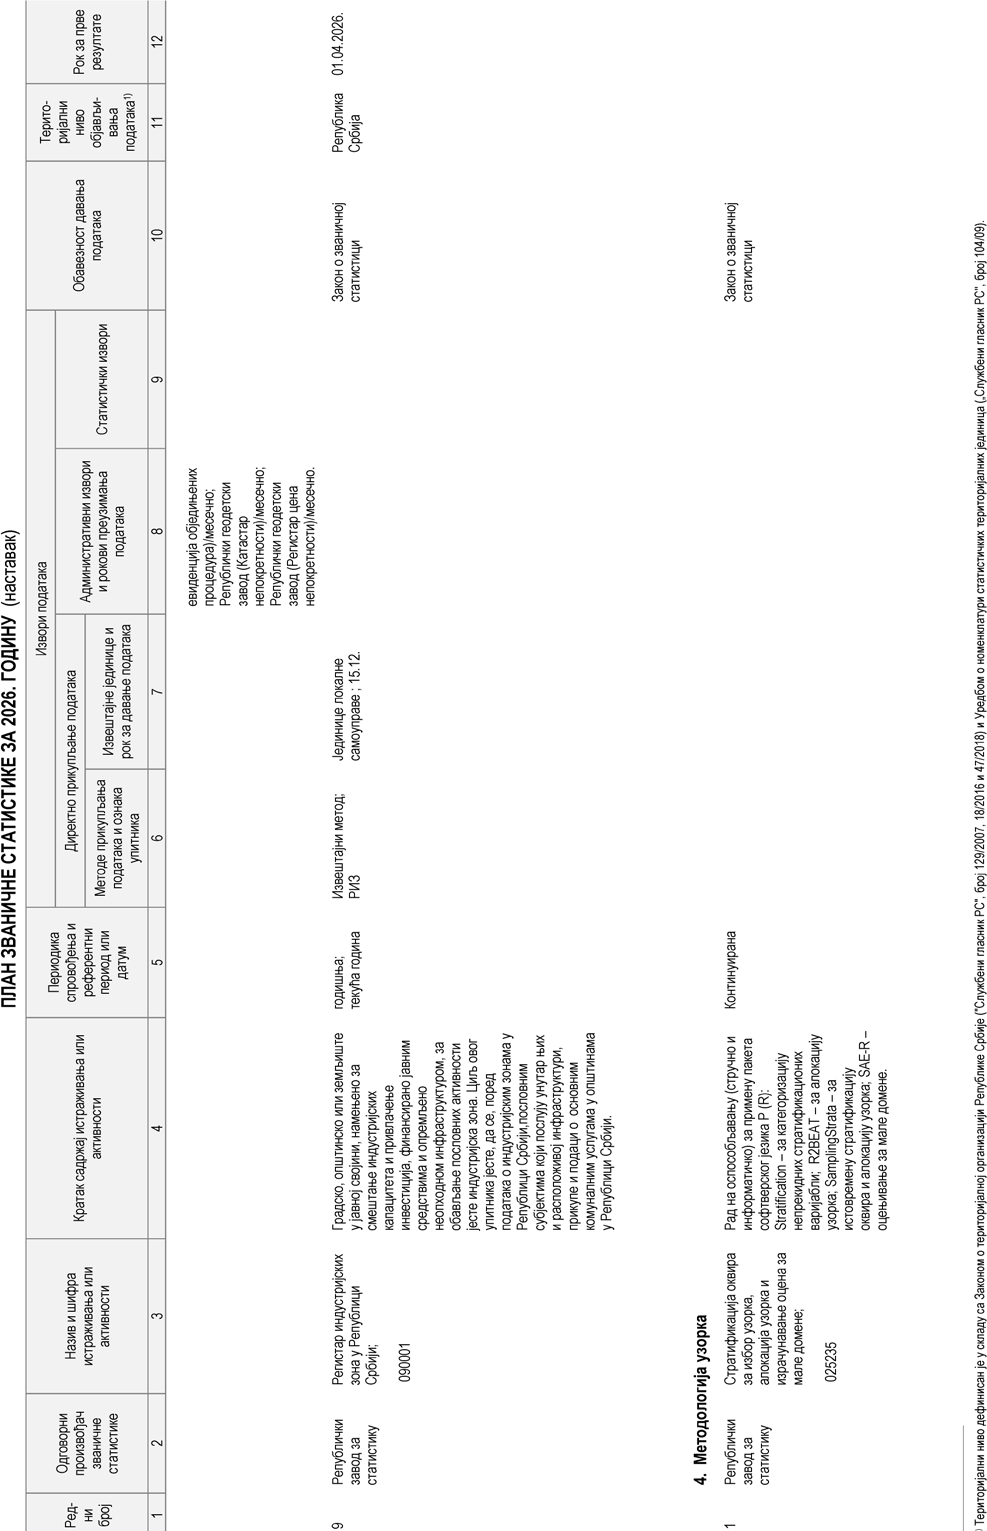 ПЛАН ЗВАНИЧНЕ СТАТИСТИКЕ ЗА 2026. ГОДИНУ (наставак)
Ред-
ни
број
Одговорни
произвођач
званичне
статистике
Назив и шифра
истраживања или
активности
Кратак садржај истраживања или
активности
Периодика
спровођења и
референтни
период или
датум
Извори података
Директно прикупљање података
Методе прикупљања
података и ознака
упитника
Извештајне јединице и
рок за давање података
Административни извори
и рокови преузимања
података
Статистички извори
Обавезност давања
података
Терито-
ријални
ниво
објављи-
вања
података1)
Рок за прве
резултате
1 2 3 4 5 6 7 8 9 10 11 12
евиденција обједињених
процедура)/месечно;
Републички геодетски
завод (Катастар
непокретности)/месечно;
Републички геодетски
завод (Регистар цена
непокретности)/месечно.
9
Републички
завод за
статистику
Регистар индустријских
зона у Републици
Србији;
090001
Градско, општинско или земљиште
у јавној својини, намењено за
смештање индустријских
капацитета и привлачење
инвестиција, финансирано јавним
средствима и опремљено
неопходном инфраструктуром, за
обављање пословних активности
јесте индустријска зона. Циљ овог
упитника јесте, да се, поред
података о индустријским зонама у
Републици Србији,пословним
субјектима који послују унутар њих
и расположивој инфраструктури,
прикупе и подаци о основним
комуналним услугама у општинама
у Републици Србији.
годишња;
текућа година
Извештајни метод;
РИЗ
Јединице локалне
самоуправе ; 15.12.
Закон о званичној
статистици
Република
Србија
01.04.2026.
4. Методологија узорка
1
Републички
завод за
статистику
Стратификација оквира
за избор узорка,
алокација узорка и
израчунавање оцена за
мале домене;
025235
Рад на оспособљавању (стручно и
информатичко) за примену пакета
софтверског језика Р (R):
Stratification – за категоризацију
непрекидних стратификационих
варијабли; R2BEAT – за алокацију
узорка; SamplingStrata – за
истовремену стратификацију
оквира и алокацију узорка; SAE-R –
оцењивање за мале домене.
Континуирана
Закон о званичној
статистици
) Територијални ниво дефинисан је у складу са Законом о територијалној организацији Републике Србије ("Службени гласник РС", број 129/2007, 18/2016 и 47/2018) и Уредбом о номенклатури статистичких територијалних јединица („Службени гласник РС", број 104/09).